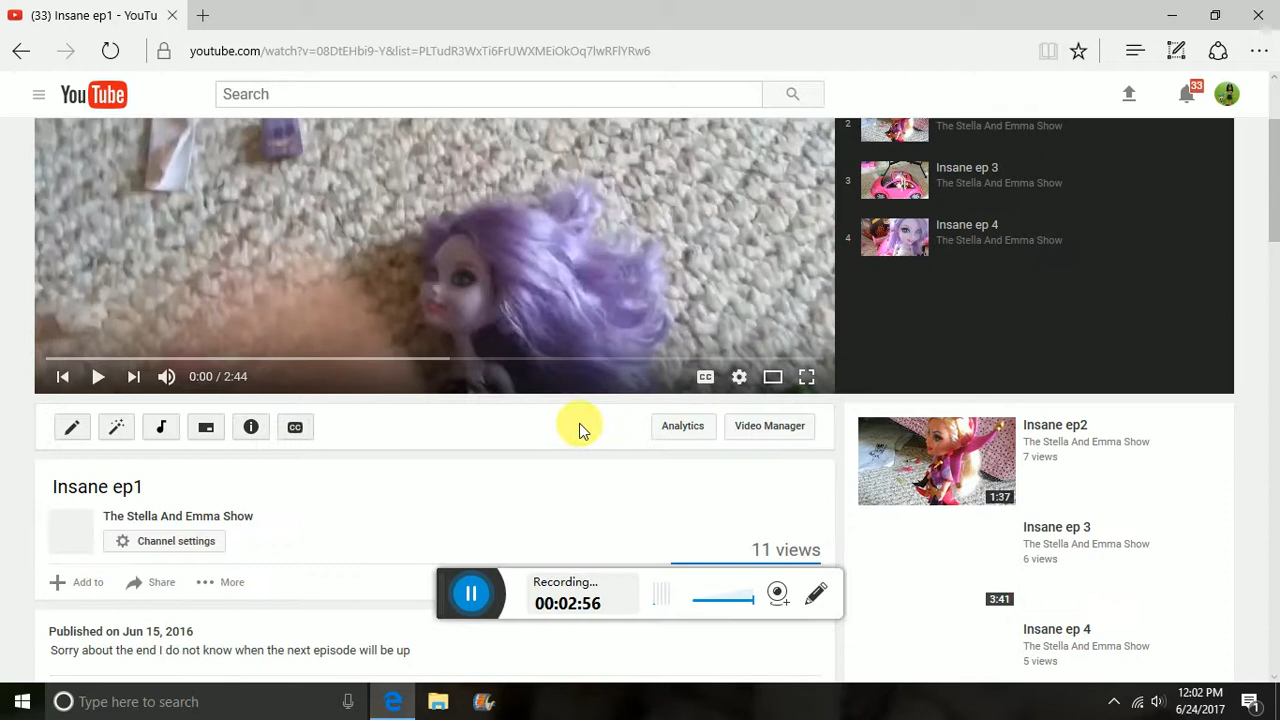 (33) Insane ep1 - YouTu
youtube.com/watch?v=08DtEHbi9-Y&list=PLTudR3WxTi6FrUWXMEiOkOq7lwRFlYRw6
YouTube
Search
33
2
The Stella And Emma Show
3
Insane ep 3
The Stella And Emma Show
4
Insane ep 4
The Stella And Emma Show
0:00 / 2:44
CC
CC
Analytics
Video Manager
Insane ep1
The Stella And Emma Show
Channel settings
11 views
Add to
Share
More
Published on Jun 15, 2016
Sorry about the end I do not know when the next episode will be up
Insane ep2
The Stella And Emma Show
7 views
1:37
Insane ep 3
The Stella And Emma Show
6 views
3:41
Insane ep 4
The Stella And Emma Show
5 views
Recording...
00:02:56
Type here to search
12:02 PM
6/24/2017
1